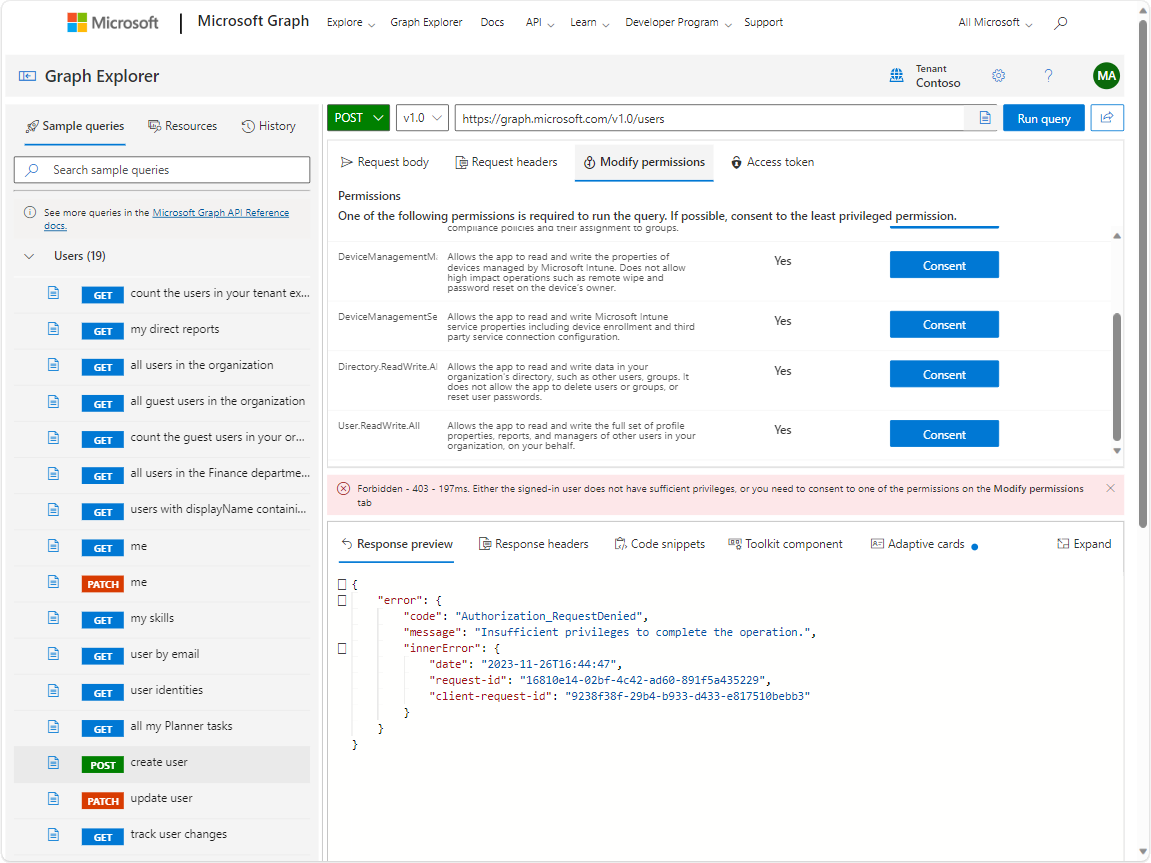 Microsoft | Microsoft Graph Explore Graph Explorer Docs API Learn Developer Program Support All Microsoft
Graph Explorer
Tenant
Contoso
?
MA
Sample queries Resources History
Search sample queries
See more queries in the Microsoft Graph API Reference
docs.
Users (19)
GET count the users in your tenant ex...
GET my direct reports
GET all users in the organization
GET all guest users in the organization
GET count the guest users in your or...
GET all users in the Finance departme...
GET users with displayName containi...
GET me
PATCH me
GET my skills
GET user by email
GET user identities
GET all my Planner tasks
POST create user
PATCH update user
GET track user changes
POST v1.0 https://graph.microsoft.com/v1.0/users Run query
Request body Request headers Modify permissions Access token
Permissions
One of the following permissions is required to run the query. If possible, consent to the least privileged permission.
compliance policies and their assignment to groups.
DeviceManagementM. Allows the app to read and write the properties of
devices managed by Microsoft Intune. Does not allow
high impact operations such as remote wipe and
password reset on the device's owner.
Yes Consent
DeviceManagementSe Allows the app to read and write Microsoft Intune
service properties including device enrollment and third
party service connection configuration.
Yes Consent
Directory.ReadWrite.Al Allows the app to read and write data in your
organization's directory, such as other users, groups. It
does not allow the app to delete users or groups, or
reset user passwords.
Yes Consent
User.ReadWrite.All Allows the app to read and write the full set of profile
properties, reports, and managers of other users in your
organization, on your behalf.
Yes Consent
Forbidden - 403 - 197ms. Either the signed-in user does not have sufficient privileges, or you need to consent to one of the permissions on the Modify permissions
tab
Response preview Response headers Code snippets Toolkit component Adaptive cards Expand
{
"error": {
"code": "Authorization_RequestDenied",
"message": "Insufficient privileges to complete the operation.",
"innerError": {
"date": "2023-11-26T16:44:47",
"request-id": "16810e14-02bf-4c42-ad60-891f5a435229",
"client-request-id": "9238f38f-29b4-b933-d433-e817510bebb3"
}
}
}